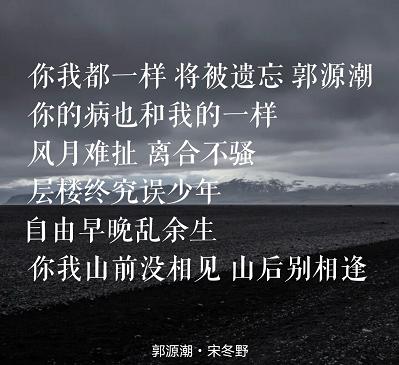 你我都一样 将被遗忘 郭源潮
你的病也和我的一样
风月难扯 离合不骚
层楼终究误少年
自由早晚乱余生
你我山前没相见 山后别相逢
郭源潮·宋冬野